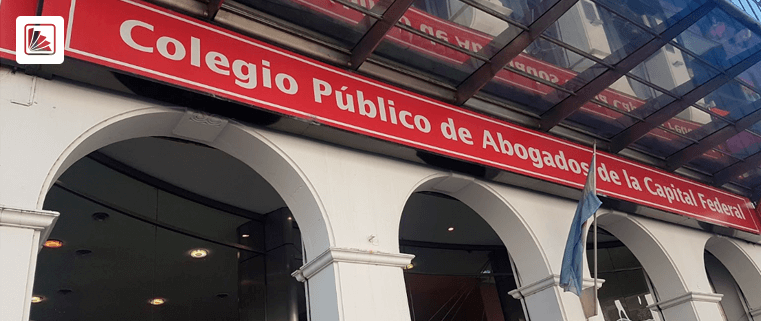 Colegio Público de Abogados de la Capital Federal